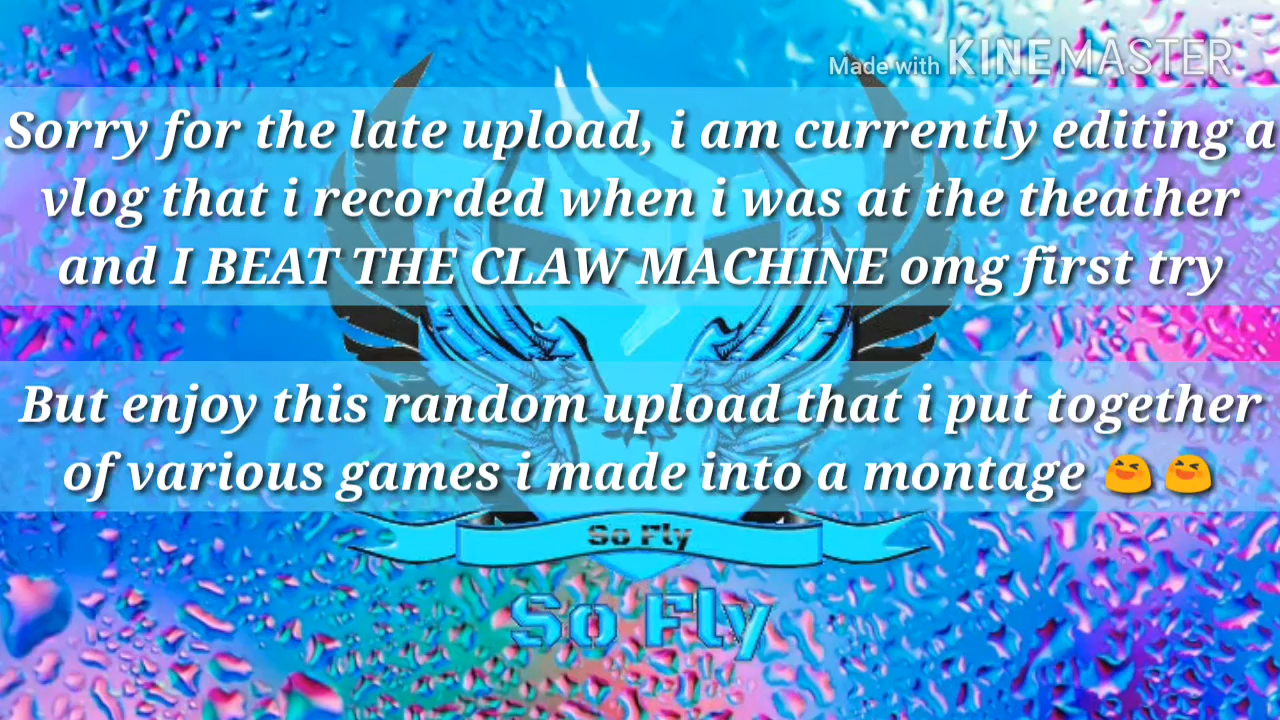 Made with KINEMASTER
Sorry for the late upload, i am currently editing a
vlog that i recorded when i was at the theather
and I BEAT THE CLAW MACHINE omg first try
But enjoy this random upload that i put together
of various games i made into a montage 😆 😆
So Fly
So Fly